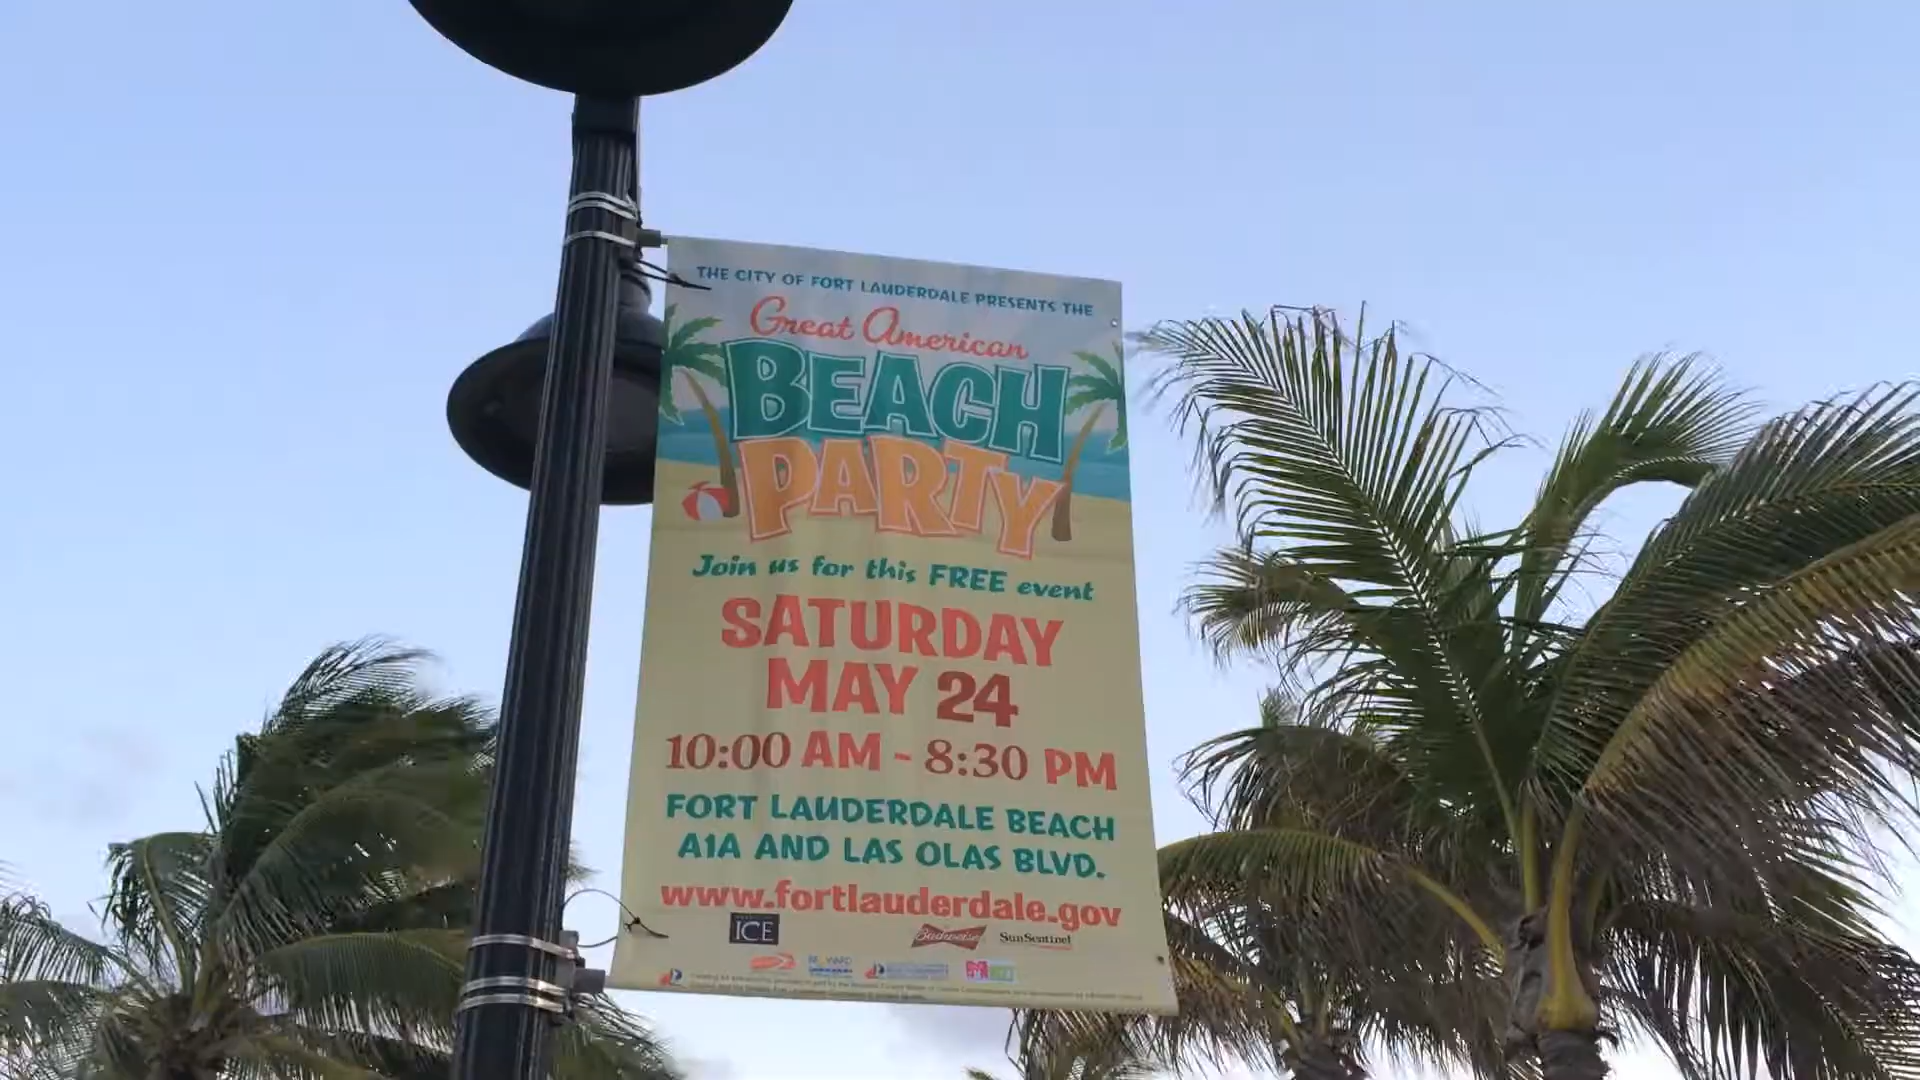 THE CITY OF FORT LAUDERDALE PRESENTS THE
Great American
BEACH
PARTY
Join us for this FREE event
SATURDAY
MAY 24
10:00 AM - 8:30 PM
FORT LAUDERDALE BEACH
A1A AND LAS OLAS BLVD.
www.fortlauderdale.gov
ICE
Budweiser
SunSentinel